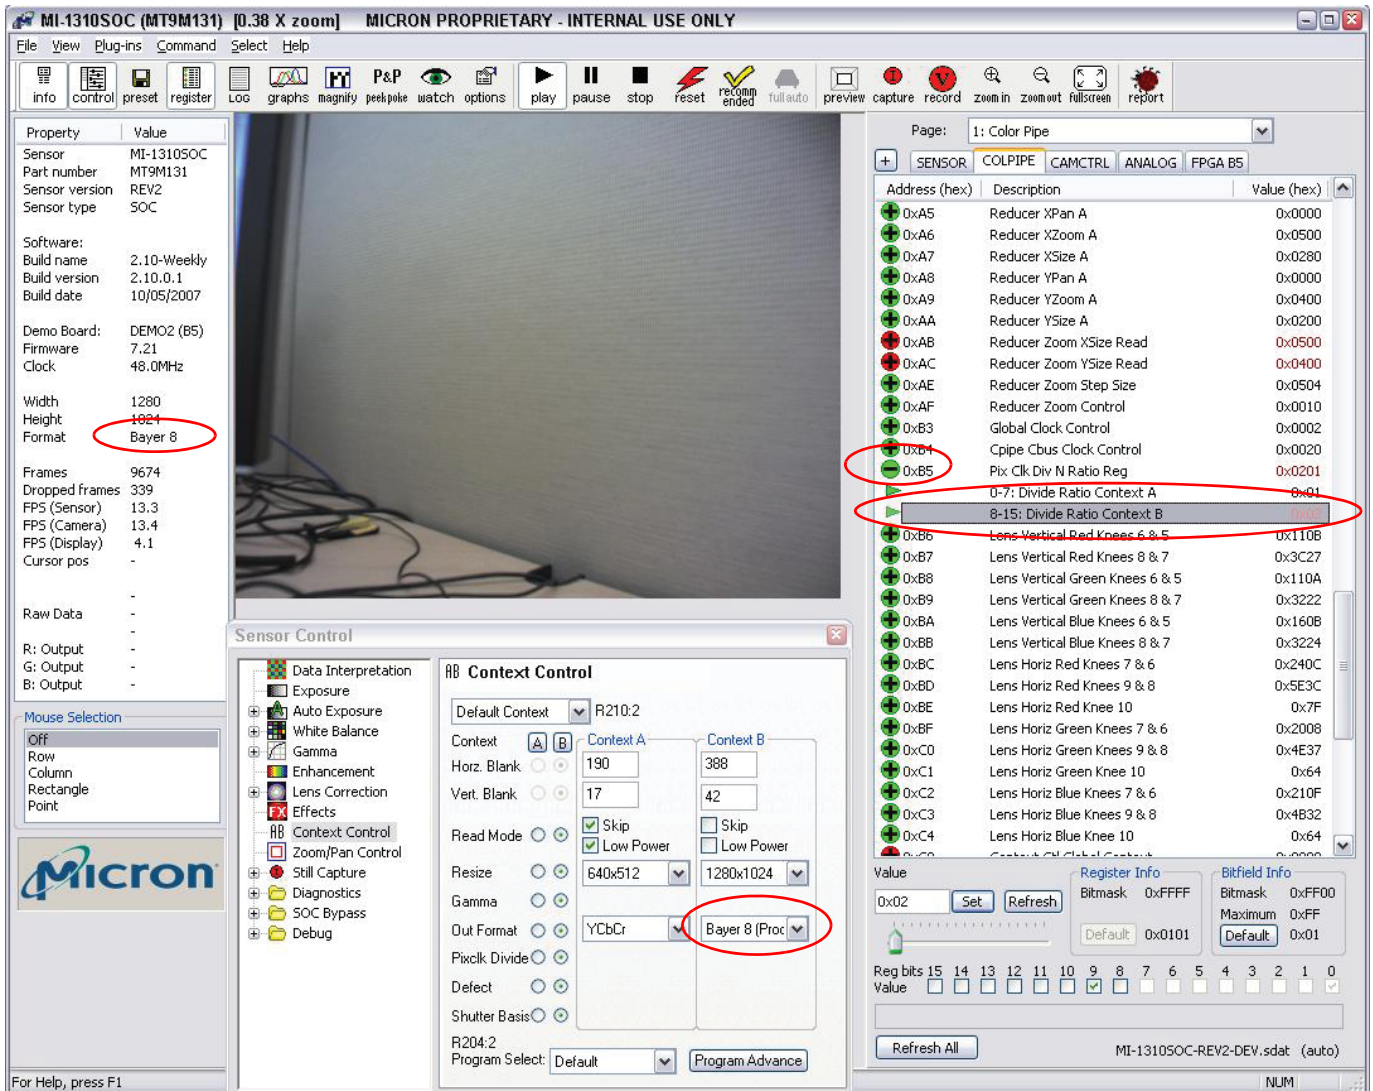 MI-1310SOC (MT9M131) [0.38 X zoom] MICRON PROPRIETARY - INTERNAL USE ONLY
File View Plug-ins Command Select Help
info control preset register LOG graphs magnify peekpoke watch options play pause stop reset recomm ended fullauto preview capture record zoom in zoom out fullscreen report
P&P
Property Value
Sensor MI-1310SOC
Part number MT9M131
Sensor version REV2
Sensor type SOC
Software:
Build name 2.10-Weekly
Build version 2.10.0.1
Build date 10/05/2007
Demo Board: DEMO2 (B5)
Firmware 7.21
Clock 48.0MHz
Width 1280
Height 1024
Format Bayer 8
Frames 9674
Dropped frames 339
FPS (Sensor) 13.3
FPS (Camera) 13.4
FPS (Display) 4.1
Cursor pos -
-
Raw Data -
-
R: Output -
G: Output -
B: Output -
Mouse Selection
Off
Row
Column
Rectangle
Point
Micron
Sensor Control
Data Interpretation
Exposure
Auto Exposure
White Balance
Gamma
Enhancement
Lens Correction
FX Effects
AB Context Control
Zoom/Pan Control
Still Capture
Diagnostics
SOC Bypass
Debug
AB Context Control
Default Context R210:2
Context A B Context A Context B
Horz. Blank 190 388
Vert. Blank 17 42
Read Mode Skip Skip
Low Power Low Power
Resize 640x512 1280x1024
Gamma
Out Format YCbCr Bayer 8 (Proc
Pixclk Divide
Defect
Shutter Basis
R204:2
Program Select: Default Program Advance
Page: 1: Color Pipe
+ SENSOR COLPIPE CAMCTRL ANALOG FPGA B5
Address (hex) Description Value (hex)
0xA5 Reducer XPan A 0x0000
0xA6 Reducer XZoom A 0x0500
0xA7 Reducer XSize A 0x0280
0xA8 Reducer YPan A 0x0000
0xA9 Reducer YZoom A 0x0400
0xAA Reducer YSize A 0x0200
0xAB Reducer Zoom XSize Read 0x0500
0xAC Reducer Zoom YSize Read 0x0400
0xAE Reducer Zoom Step Size 0x0504
0xAF Reducer Zoom Control 0x0010
0xB3 Global Clock Control 0x0002
0xB4 Cpipe Cbus Clock Control 0x0020
0xB5 Pix Clk Div N Ratio Reg 0x0201
0-7: Divide Ratio Context A 0x01
8-15: Divide Ratio Context B 0x02
0xB6 Lens Vertical Red Knees 6 & 5 0x110B
0xB7 Lens Vertical Red Knees 8 & 7 0x3C27
0xB8 Lens Vertical Green Knees 6 & 5 0x110A
0xB9 Lens Vertical Green Knees 8 & 7 0x3222
0xBA Lens Vertical Blue Knees 6 & 5 0x160B
0xBB Lens Vertical Blue Knees 8 & 7 0x3224
0xBC Lens Horiz Red Knees 7 & 6 0x240C
0xBD Lens Horiz Red Knees 9 & 8 0x5E3C
0xBE Lens Horiz Red Knee 10 0x7F
0xBF Lens Horiz Green Knees 7 & 6 0x2008
0xC0 Lens Horiz Green Knees 9 & 8 0x4E37
0xC1 Lens Horiz Green Knee 10 0x64
0xC2 Lens Horiz Blue Knees 7 & 6 0x210F
0xC3 Lens Horiz Blue Knees 9 & 8 0x4B32
0xC4 Lens Horiz Blue Knee 10 0x64
Value Register Info Bitfield Info
0x02 Set Refresh Bitmask 0xFFFF Bitmask 0xFF00
Maximum 0xFF
Default 0x0101 Default 0x01
Reg bits 15 14 13 12 11 10 9 8 7 6 5 4 3 2 1 0
Value
Refresh All MI-1310SOC-REV2-DEV.sdat (auto)
For Help, press F1 NUM